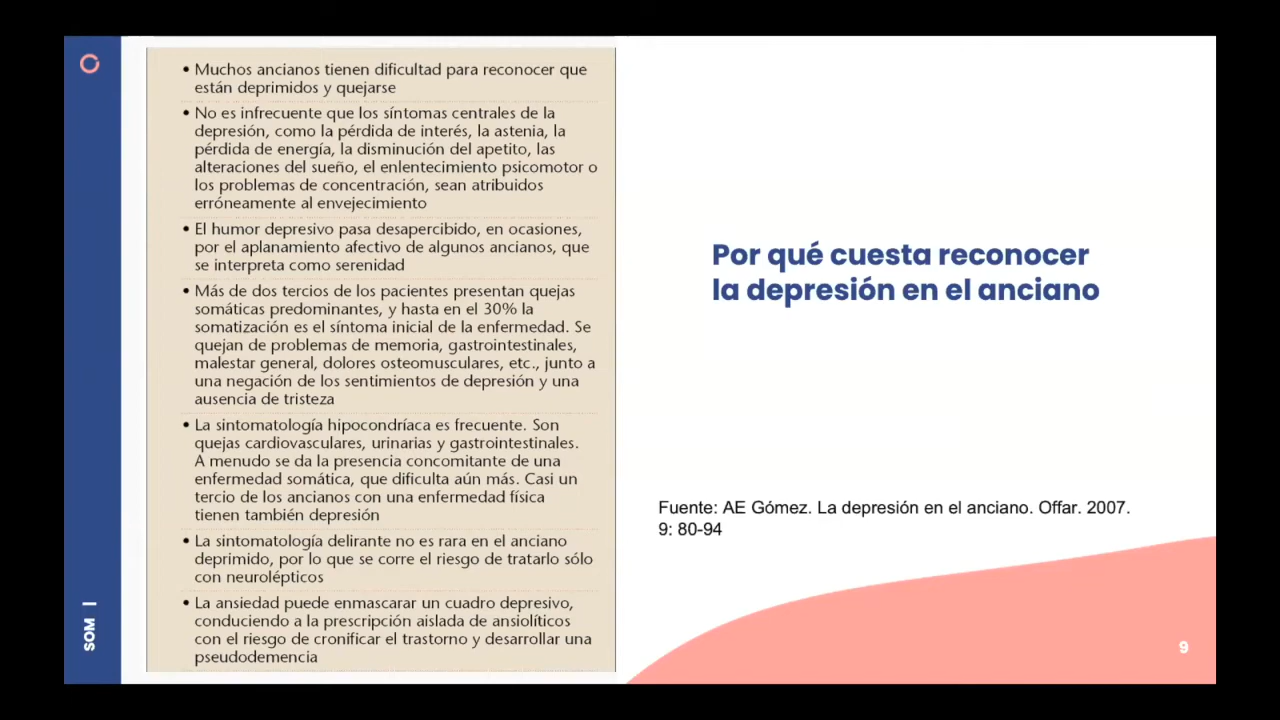 • Muchos ancianos tienen dificultad para reconocer que
están deprimidos y quejarse
• No es infrecuente que los síntomas centrales de la
depresión, como la pérdida de interés, la astenia, la
pérdida de energía, la disminución del apetito, las
alteraciones del sueño, el enlentecimiento psicomotor o
los problemas de concentración, sean atribuidos
erróneamente al envejecimiento
• El humor depresivo pasa desapercibido, en ocasiones,
por el aplanamiento afectivo de algunos ancianos, que
se interpreta como serenidad
• Más de dos tercios de los pacientes presentan quejas
somáticas predominantes, y hasta en el 30% la
somatización es el síntoma inicial de la enfermedad. Se
quejan de problemas de memoria, gastrointestinales,
malestar general, dolores osteomusculares, etc., junto a
una negación de los sentimientos de depresión y una
ausencia de tristeza
• La sintomatología hipocondríaca es frecuente. Son
quejas cardiovasculares, urinarias y gastrointestinales.
A menudo se da la presencia concomitante de una
enfermedad somática, que dificulta aún más. Casi un
tercio de los ancianos con una enfermedad física
tienen también depresión
• La sintomatología delirante no es rara en el anciano
deprimido, por lo que se corre el riesgo de tratarlo sólo
con neurolépticos
• La ansiedad puede enmascarar un cuadro depresivo,
conduciendo a la prescripción aislada de ansiolíticos
con el riesgo de cronificar el trastorno y desarrollar una
pseudodemencia
Por qué cuesta reconocer
la depresión en el anciano
Fuente: AE Gómez. La depresión en el anciano. Offar. 2007.
9: 80-94
SOM |
9